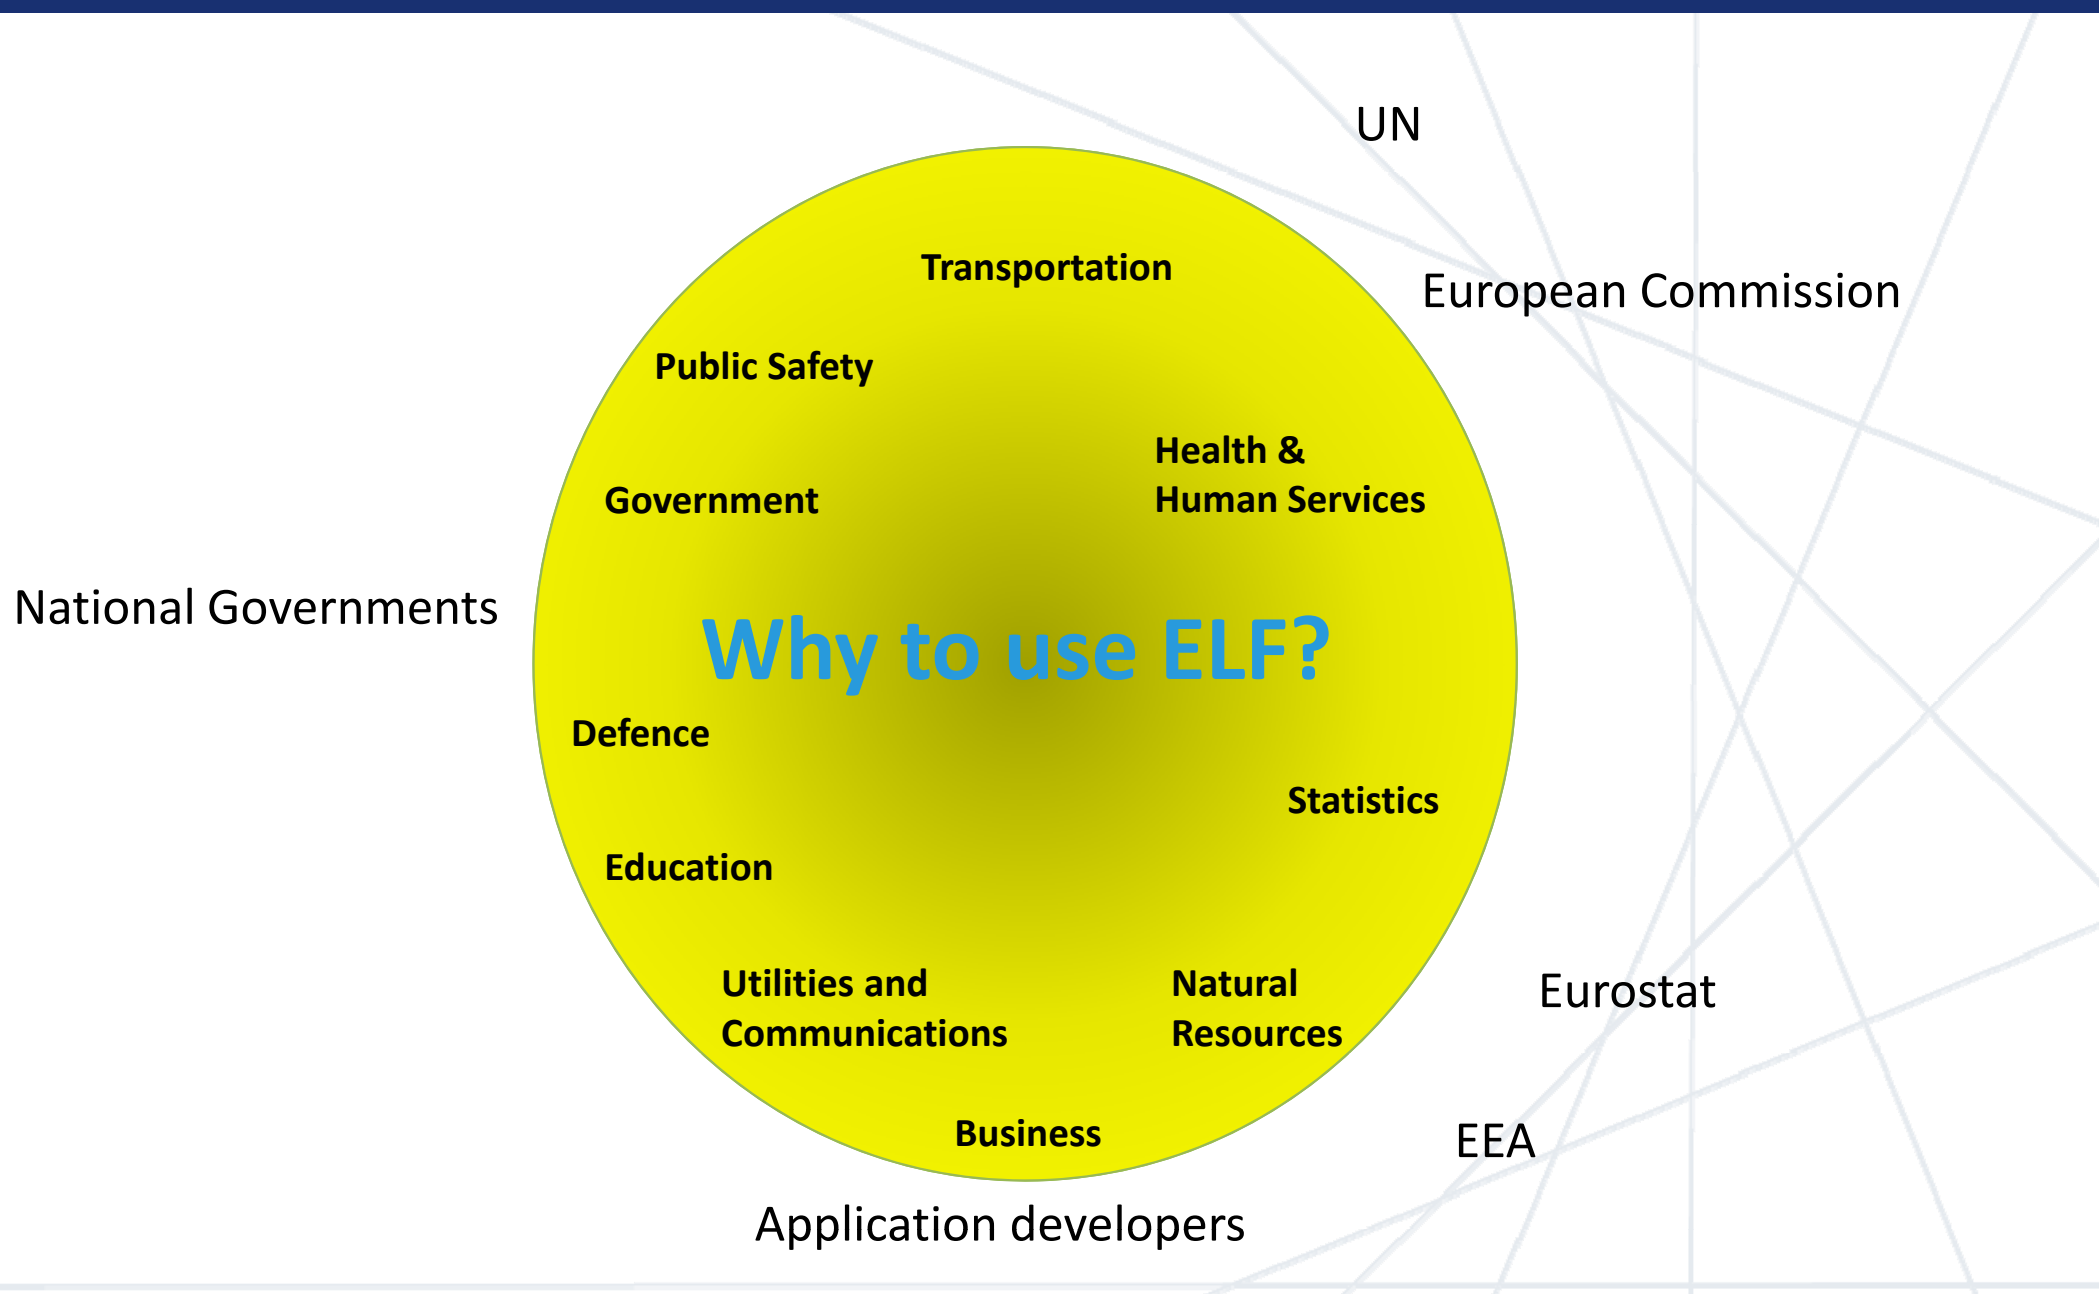 UN
Transportation
European Commission
Public Safety
Health &
Human Services
Government
National Governments
Why to use ELF?
Defence
Statistics
Education
Utilities and
Communications
Natural
Resources
Eurostat
Business
EEA
Application developers